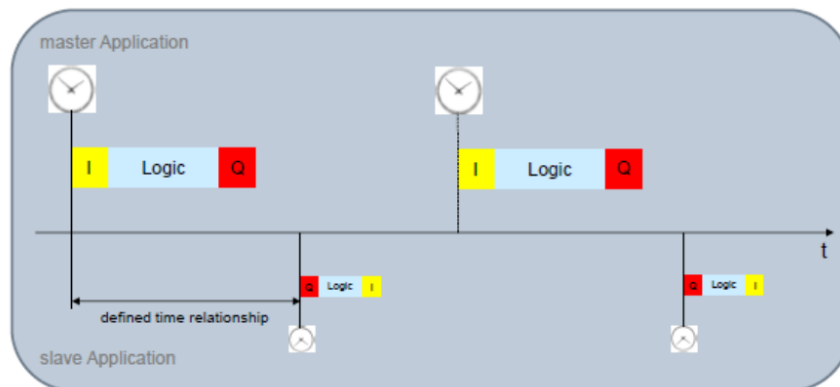 master Application
I Logic Q
I Logic Q
t
Q Logic I
Q Logic I
defined time relationship
slave Application